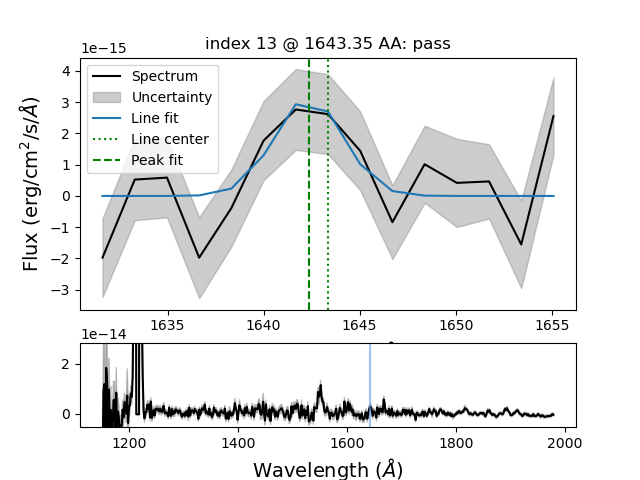 index 13 @ 1643.35 AA: pass
1e−15
Spectrum
Uncertainty
Line fit
Line center
Peak fit
Flux (erg/cm²/s/Å)
4
3
2
1
0
−1
−2
−3
1635 1640 1645 1650 1655
1e−14
2
0
1200 1400 1600 1800 2000
Wavelength (Å)